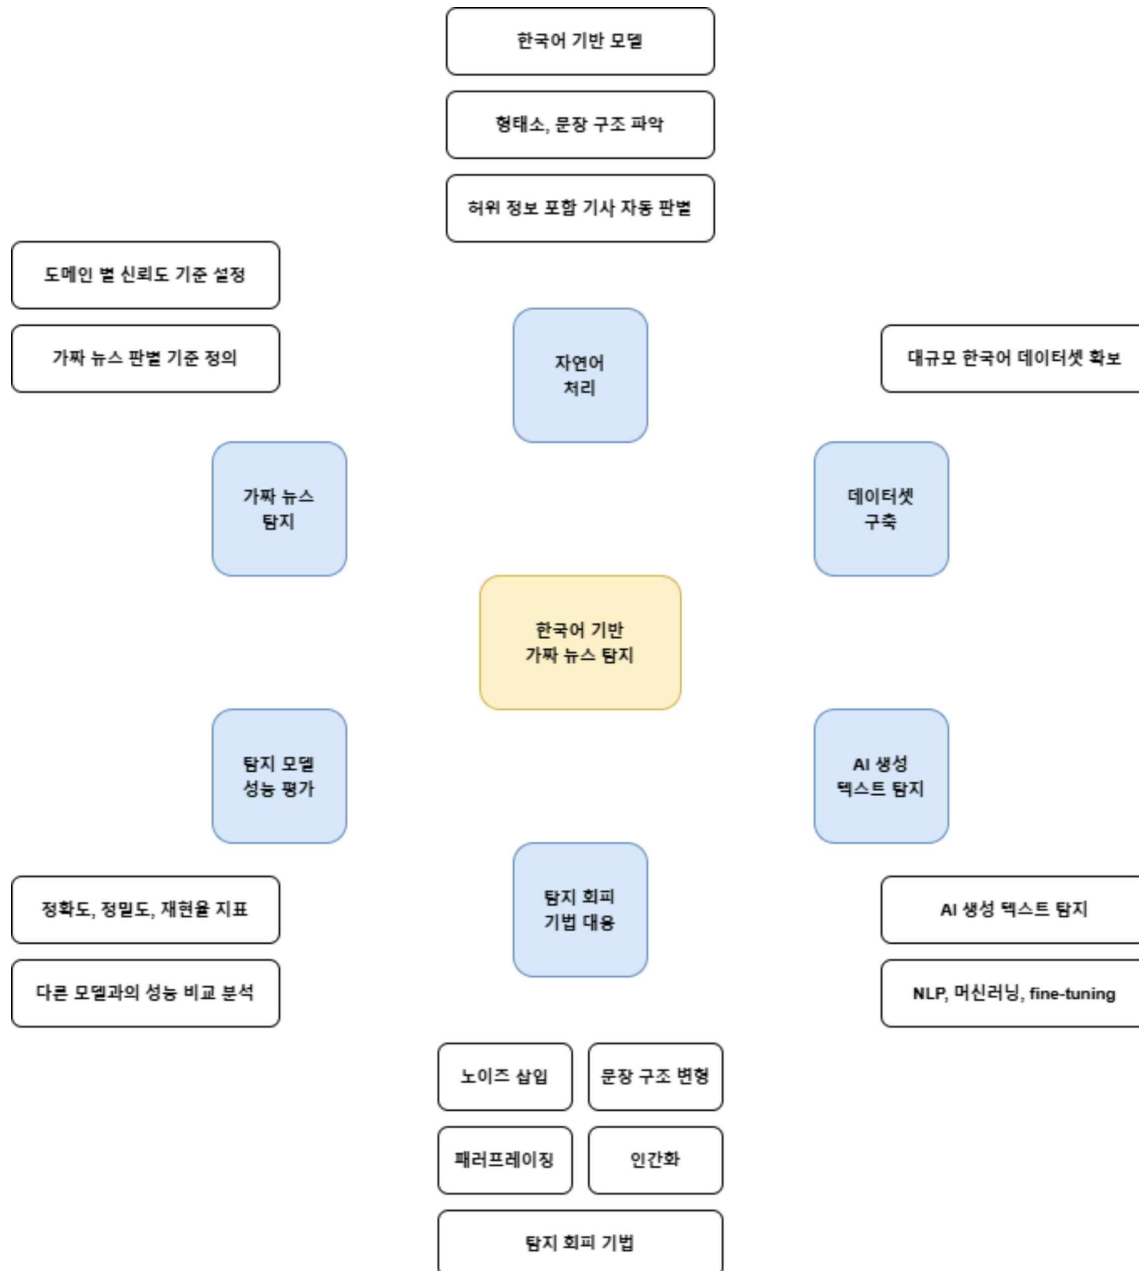 한국어 기반 모델
형태소, 문장 구조 파악
허위 정보 포함 기사 자동 판별
도메인 별 신뢰도 기준 설정
가짜 뉴스 판별 기준 정의
자연어
처리
대규모 한국어 데이터셋 확보
가짜 뉴스
탐지
데이터셋
구축
한국어 기반
가짜 뉴스 탐지
탐지 모델
성능 평가
AI 생성
텍스트 탐지
탐지 회피
기법 대응
정확도, 정밀도, 재현율 지표
다른 모델과의 성능 비교 분석
AI 생성 텍스트 탐지
NLP, 머신러닝, fine-tuning
노이즈 삽입
문장 구조 변형
패러프레이징
인간화
탐지 회피 기법